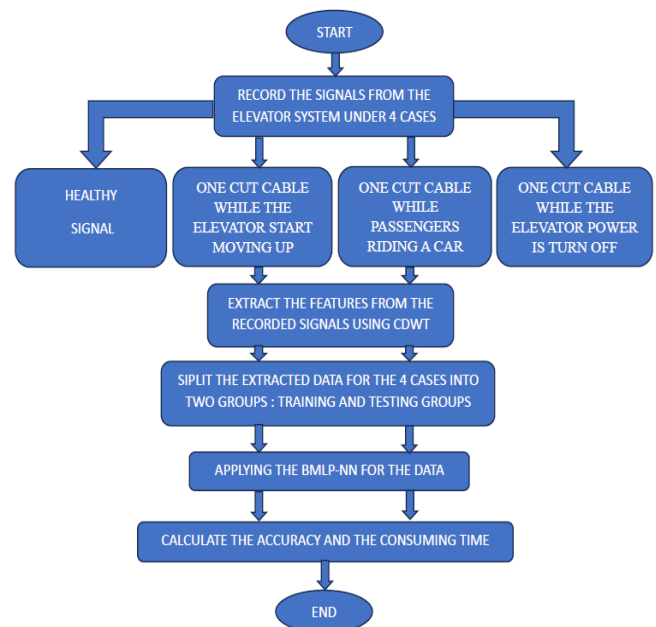 START
RECORD THE SIGNALS FROM THE
ELEVATOR SYSTEM UNDER 4 CASES
HEALTHY
SIGNAL
ONE CUT CABLE
WHILE THE
ELEVATOR START
MOVING UP
ONE CUT CABLE
WHILE
PASSENGERS
RIDING A CAR
ONE CUT CABLE
WHILE THE
ELEVATOR POWER
IS TURN OFF
EXTRACT THE FEATURES FROM THE
RECORDED SIGNALS USING CDWT
SIPLIT THE EXTRACTED DATA FOR THE 4 CASES INTO
TWO GROUPS : TRAINING AND TESTING GROUPS
APPLYING THE BMLP-NN FOR THE DATA
CALCULATE THE ACCURACY AND THE CONSUMING TIME
END